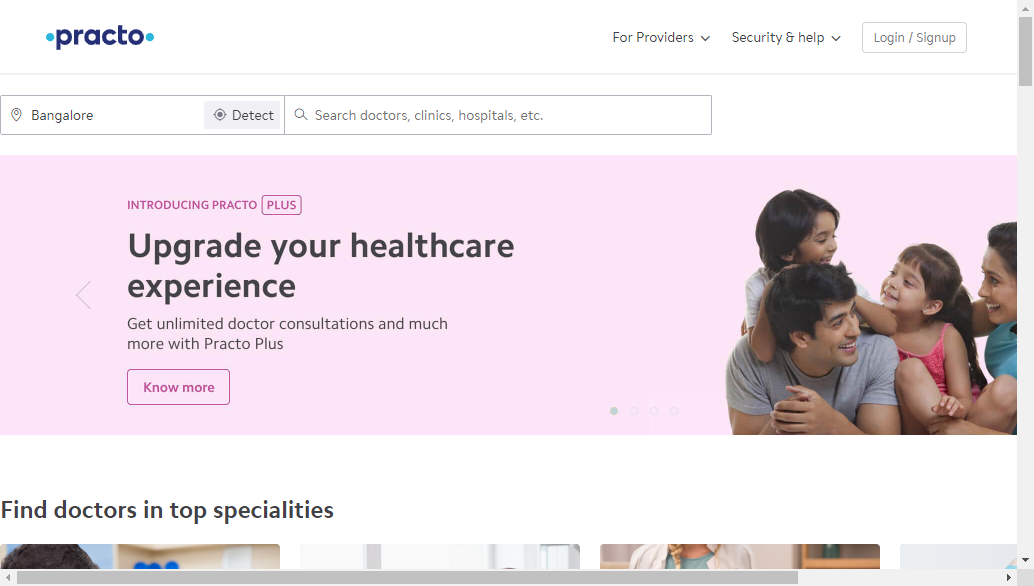 practo
For Providers
Security & help
Login / Signup
Bangalore
Detect
Search doctors, clinics, hospitals, etc.
INTRODUCING PRACTO PLUS
Upgrade your healthcare
experience
Get unlimited doctor consultations and much
more with Practo Plus
Know more
Find doctors in top specialities